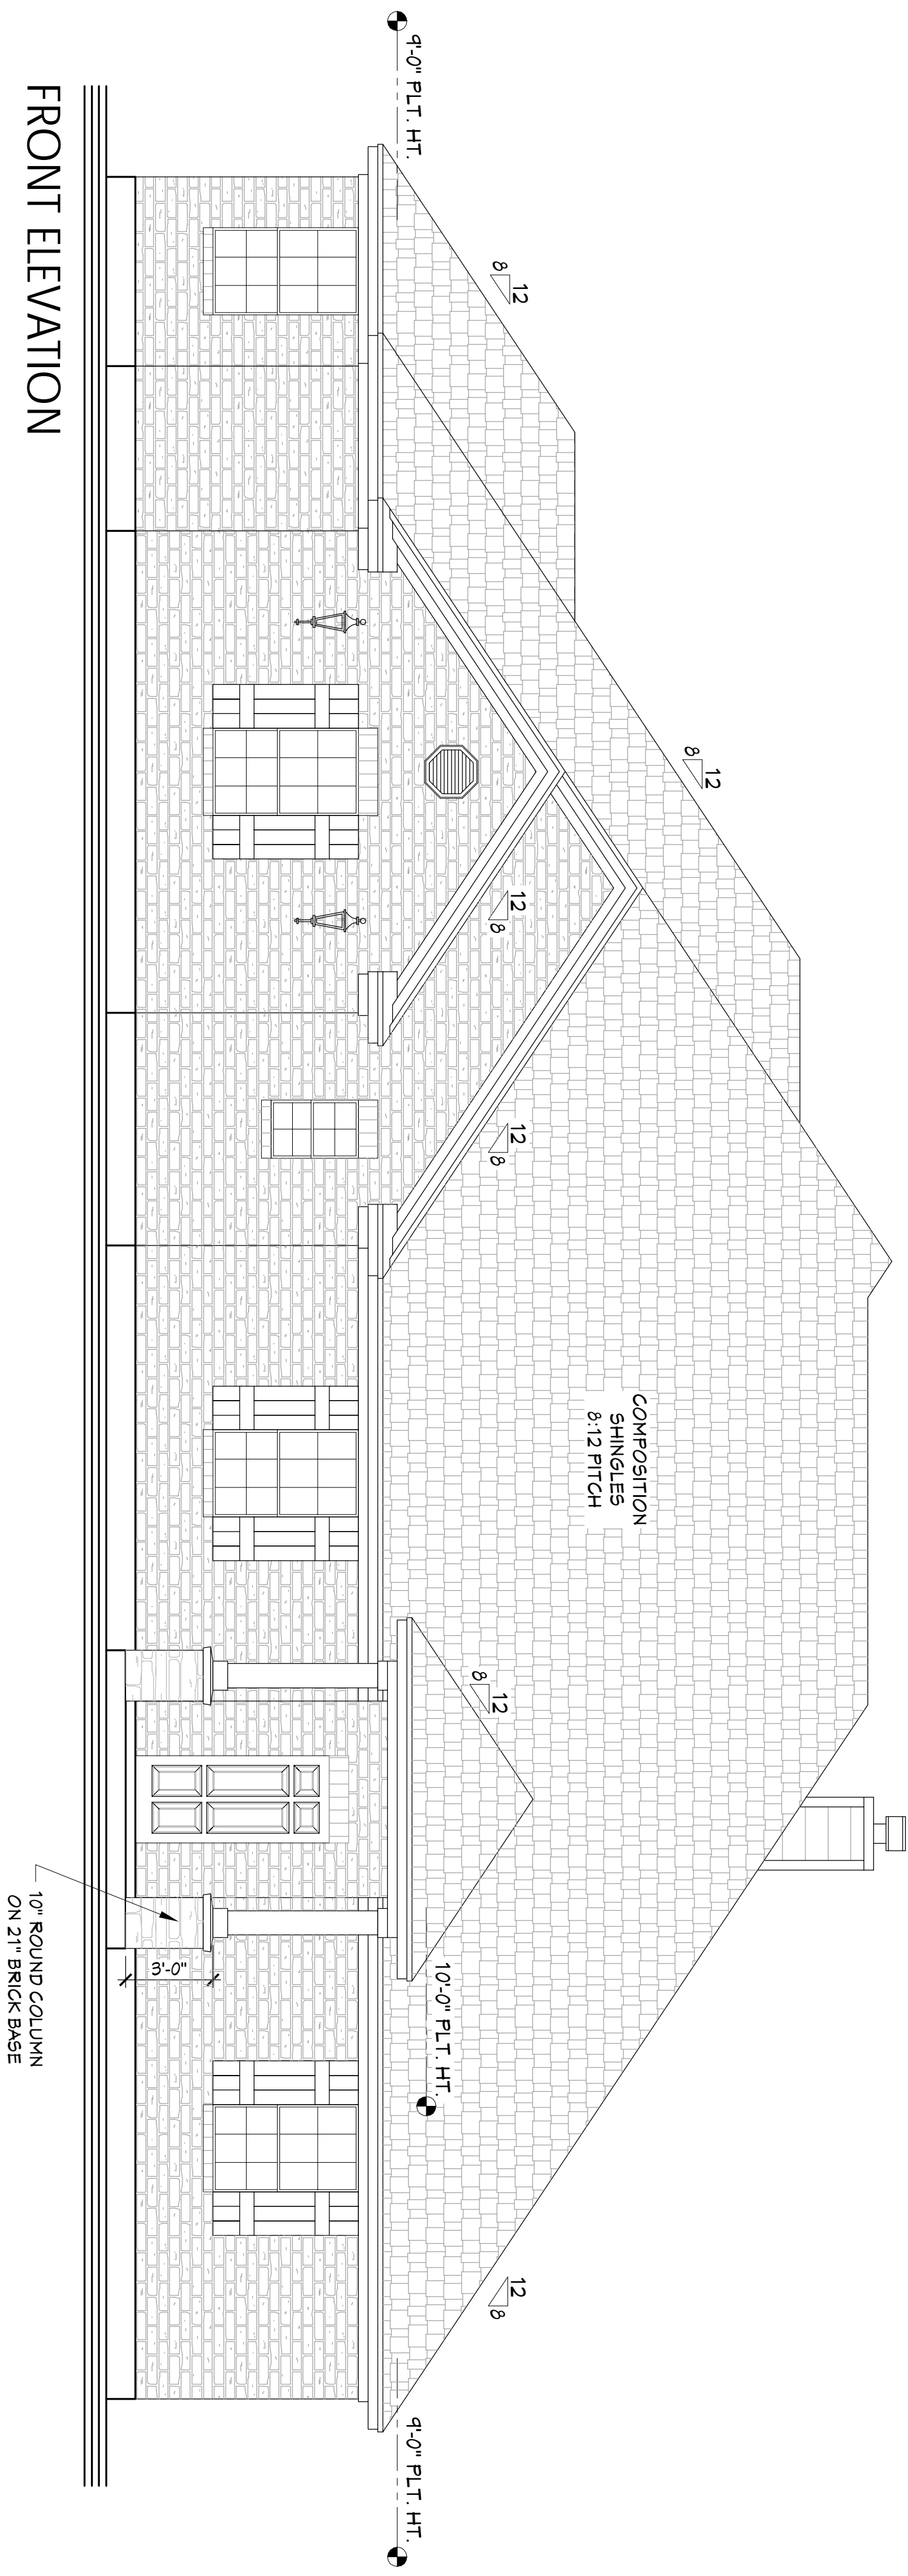 9'-0" PLT. HT.
12
8
12
8
12
8
12
8
COMPOSITION
SHINGLES
8:12 PITCH
12
8
10'-0" PLT. HT.
12
8
9'-0" PLT. HT.
3'-0"
10" ROUND COLUMN
ON 21" BRICK BASE
FRONT ELEVATION